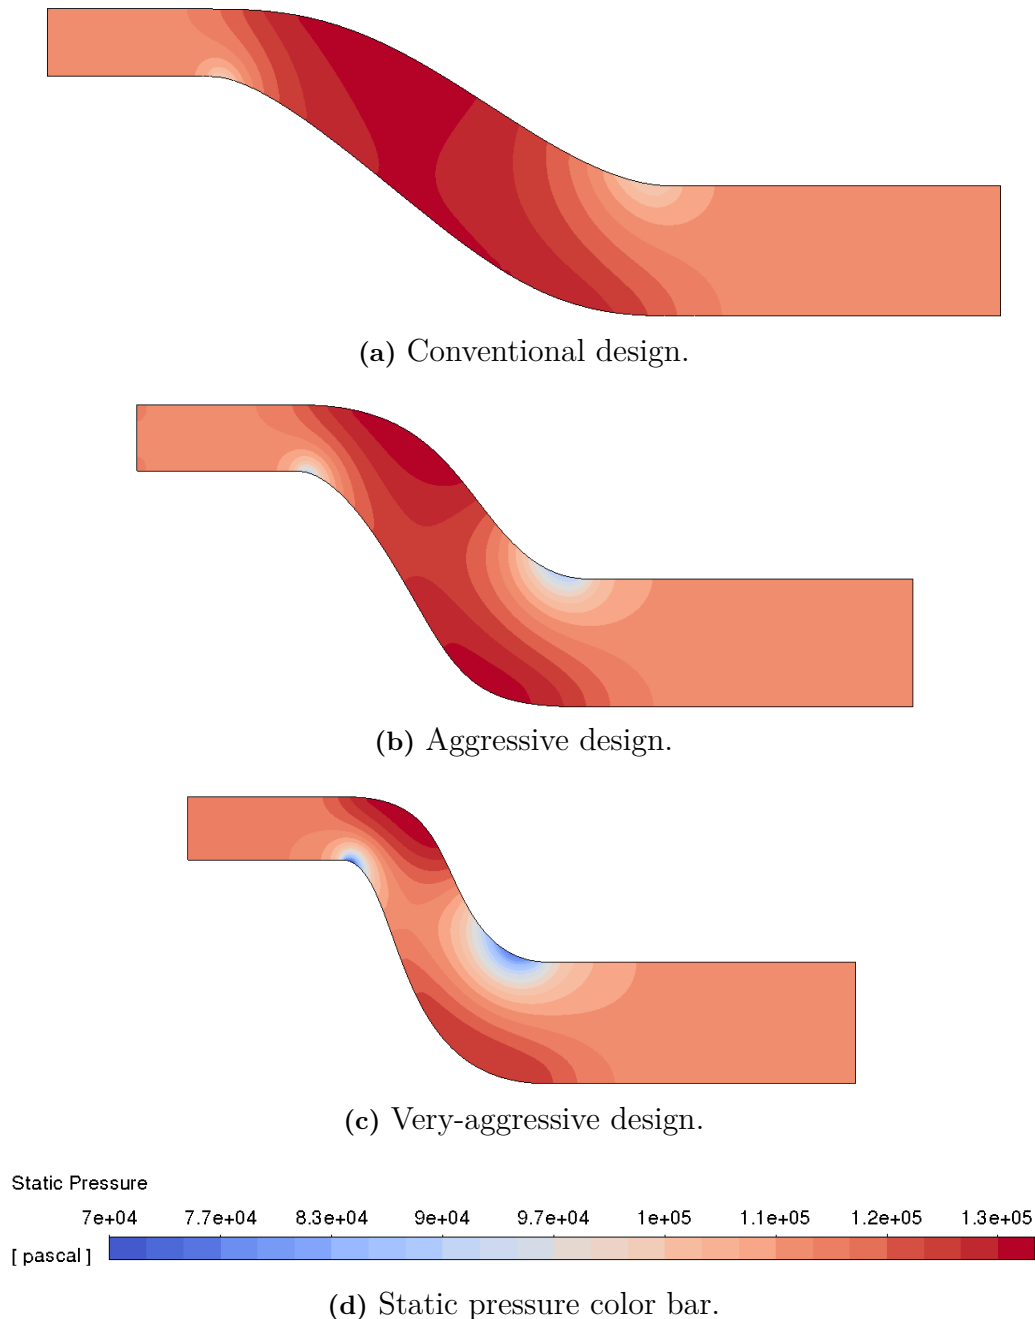 (a) Conventional design.
(b) Aggressive design.
(c) Very-aggressive design.
Static Pressure
7e+04 7.7e+04 8.3e+04 9e+04 9.7e+04 1e+05 1.1e+05 1.2e+05 1.3e+05
[ pascal ]
(d) Static pressure color bar.